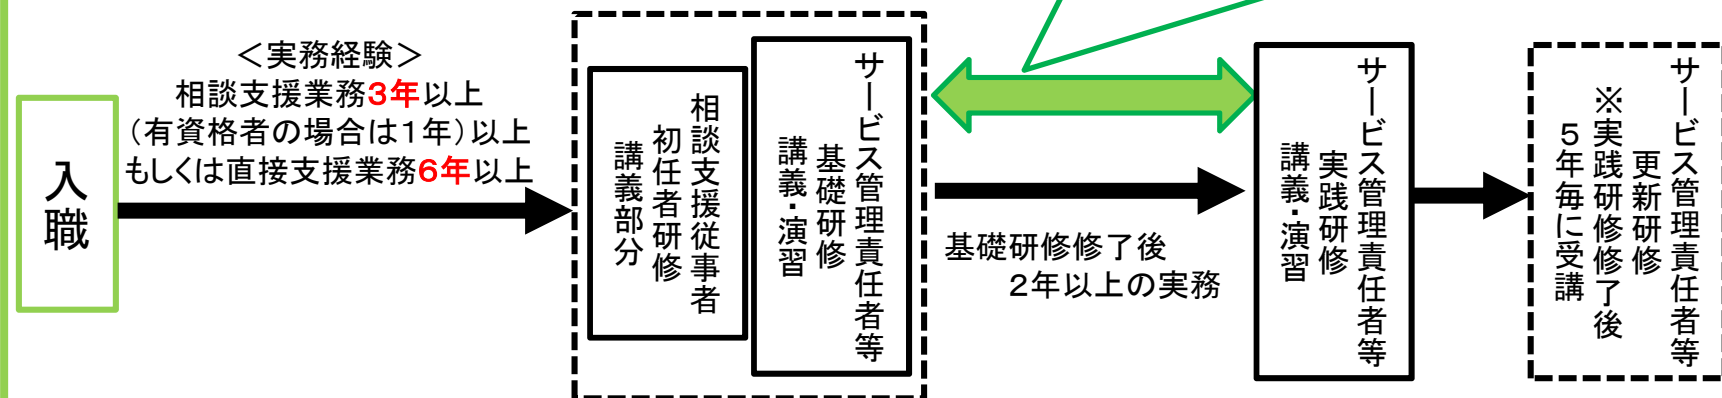 入職
＜実務経験＞
相談支援業務３年以上
（有資格者の場合は１年）以上
もしくは直接支援業務６年以上
相談支援従事者
初任者研修
講義部分
サービス管理責任者等
基礎研修
講義・演習
基礎研修修了後
２年以上の実務
サービス管理責任者等
実践研修
講義・演習
サービス管理責任者等
更新研修
※実践研修修了後
５年毎に受講